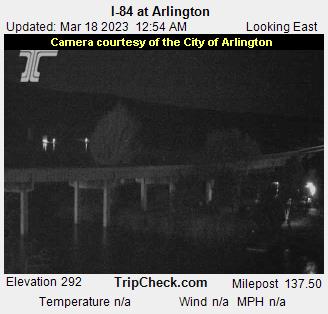 I-84 at Arlington
Updated: Mar 18 2023 12:54 AM Looking East
Camera courtesy of the City of Arlington
Elevation 292 TripCheck.com Milepost 137.50
Temperature n/a Wind n/a MPH n/a